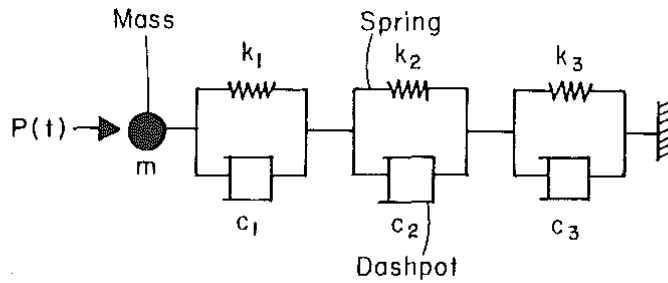 Mass
Spring
k1
k2
k3
P(t)
m
c1
c2
c3
Dashpot